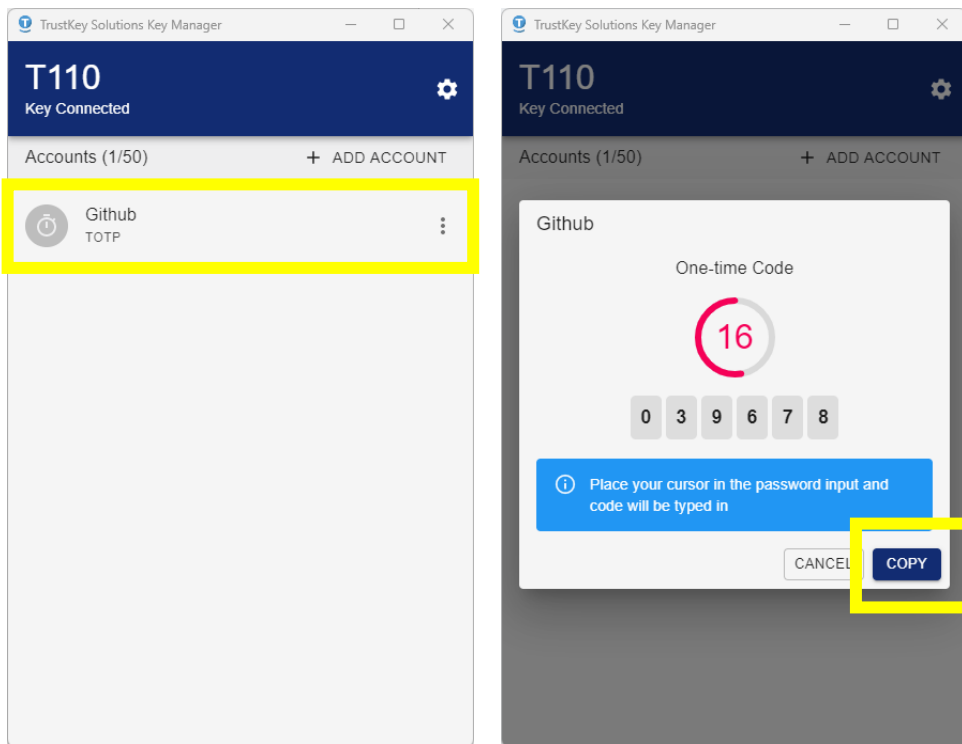 TrustKey Solutions Key Manager
T110
Key Connected
Accounts (1/50)
+ ADD ACCOUNT
Github
TOTP
TrustKey Solutions Key Manager
T110
Key Connected
Accounts (1/50)
+ ADD ACCOUNT
Github
One-time Code
16
0 3 9 6 7 8
Place your cursor in the password input and
code will be typed in
CANCEL
COPY